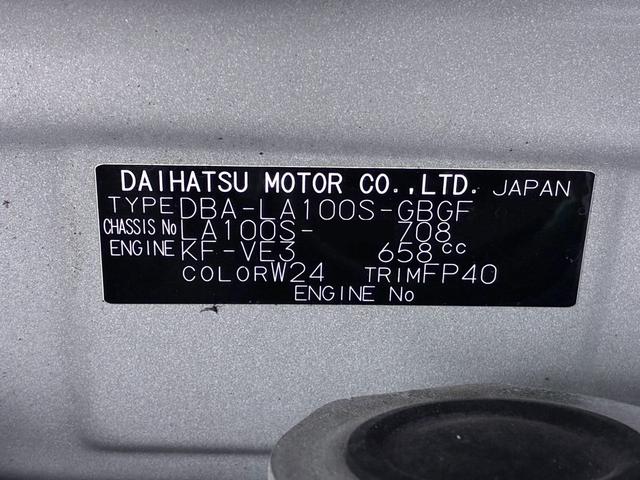 DAIHATSU MOTOR CO.,LTD. JAPAN
TYPE DBA-LA100S-GBGF
CHASSIS No LA100S- 708
ENGINE KF-VE3 658cc
COLOR W24 TRIM FP40
ENGINE No